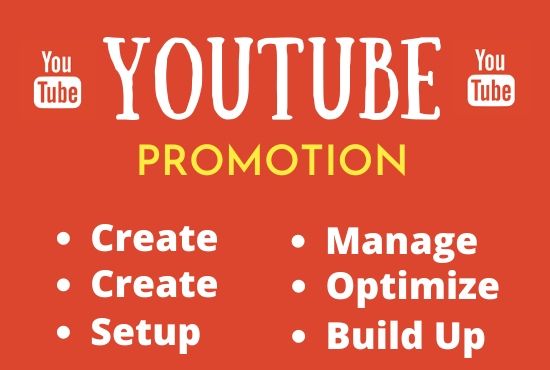 You
Tube
YOUTUBE
You
Tube
PROMOTION
• Create
• Create
• Setup
• Manage
• Optimize
• Build Up